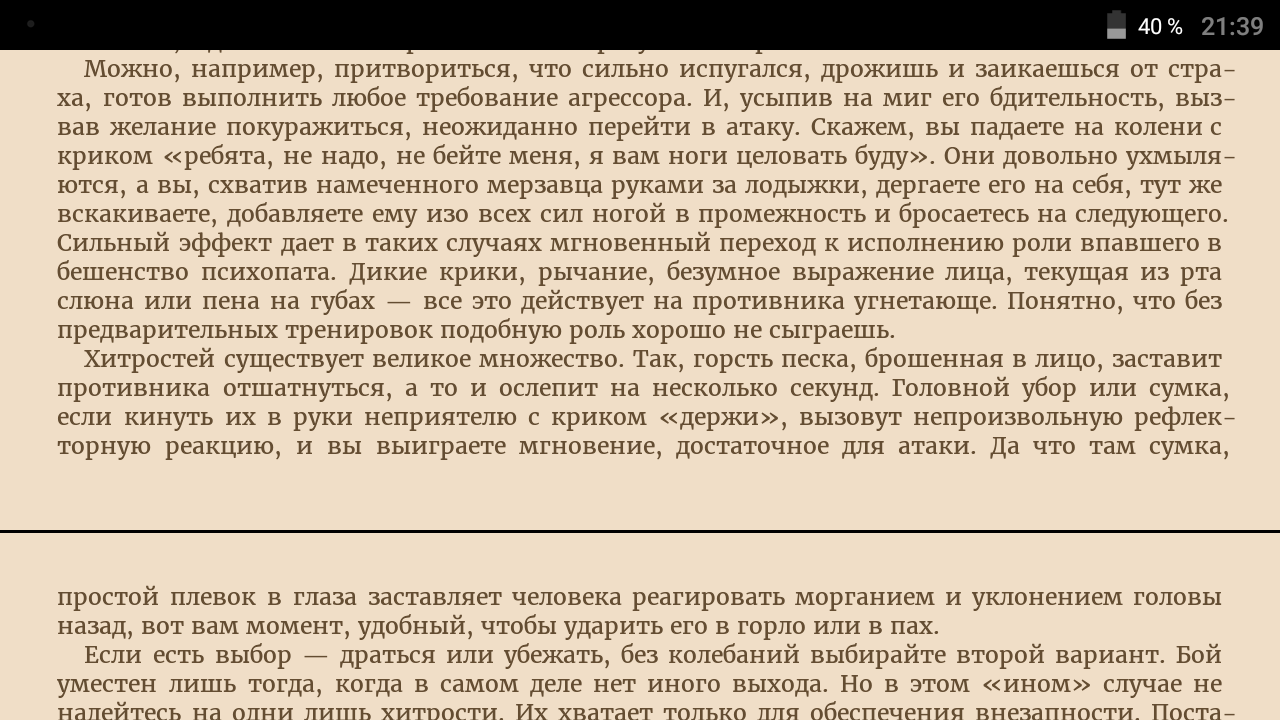 40 % 21:39
Можно, например, притвориться, что сильно испугался, дрожишь и заикаешься от стра-
ха, готов выполнить любое требование агрессора. И, усыпив на миг его бдительность, выз-
вав желание покуражиться, неожиданно перейти в атаку. Скажем, вы падаете на колени с
криком «ребята, не надо, не бейте меня, я вам ноги целовать буду». Они довольно ухмыля-
ются, а вы, схватив намеченного мерзавца руками за лодыжки, дергаете его на себя, тут же
вскакиваете, добавляете ему изо всех сил ногой в промежность и бросаетесь на следующего.
Сильный эффект дает в таких случаях мгновенный переход к исполнению роли впавшего в
бешенство психопата. Дикие крики, рычание, безумное выражение лица, текущая из рта
слюна или пена на губах — все это действует на противника угнетающе. Понятно, что без
предварительных тренировок подобную роль хорошо не сыграешь.
Хитростей существует великое множество. Так, горсть песка, брошенная в лицо, заставит
противника отшатнуться, а то и ослепит на несколько секунд. Головной убор или сумка,
если кинуть их в руки неприятелю с криком «держи», вызовут непроизвольную рефлек-
торную реакцию, и вы выиграете мгновение, достаточное для атаки. Да что там сумка,
простой плевок в глаза заставляет человека реагировать морганием и уклонением головы
назад, вот вам момент, удобный, чтобы ударить его в горло или в пах.
Если есть выбор — драться или убежать, без колебаний выбирайте второй вариант. Бой
уместен лишь тогда, когда в самом деле нет иного выхода. Но в этом «ином» случае не
надейтесь на одни лишь хитрости. Их хватает только для обеспечения внезапности. Поста-